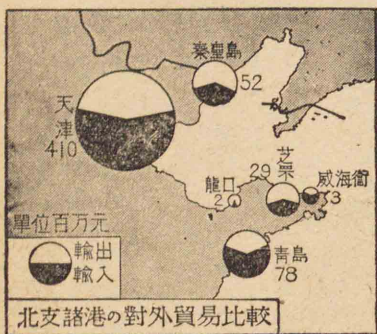 秦皇島
52
天津
410
芝罘
29
威海衞
3
龍口
2
青島
78
單位百万元
輸出
輸入
北支諸港の對外貿易比較